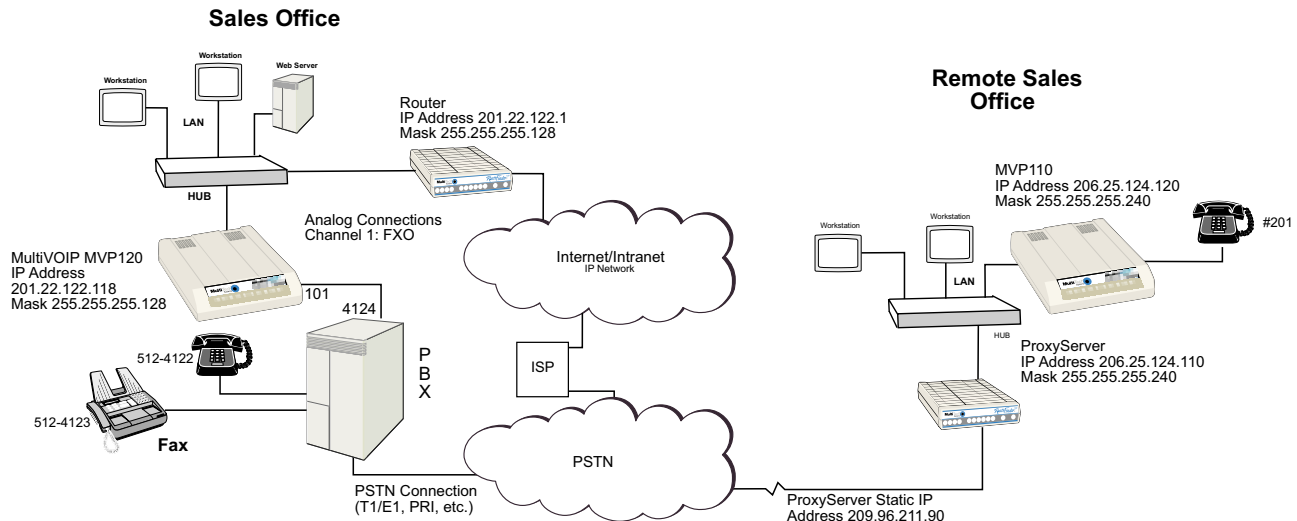 Sales Office
Workstation
Workstation
Web Server
LAN
HUB
Router
IP Address 201.22.122.1
Mask 255.255.255.128
Analog Connections
Channel 1: FXO
MultiVOIP MVP120
IP Address
201.22.122.118
Mask 255.255.255.128
101
4124
512-4122
512-4123
Fax
PBX
PSTN Connection
(T1/E1, PRI, etc.)
Internet/Intranet
IP Network
ISP
PSTN
Remote Sales
Office
MVP110
IP Address 206.25.124.120
Mask 255.255.255.240
#201
Workstation
Workstation
LAN
HUB
ProxyServer
IP Address 206.25.124.110
Mask 255.255.255.240
ProxyServer Static IP
Address 209.96.211.90